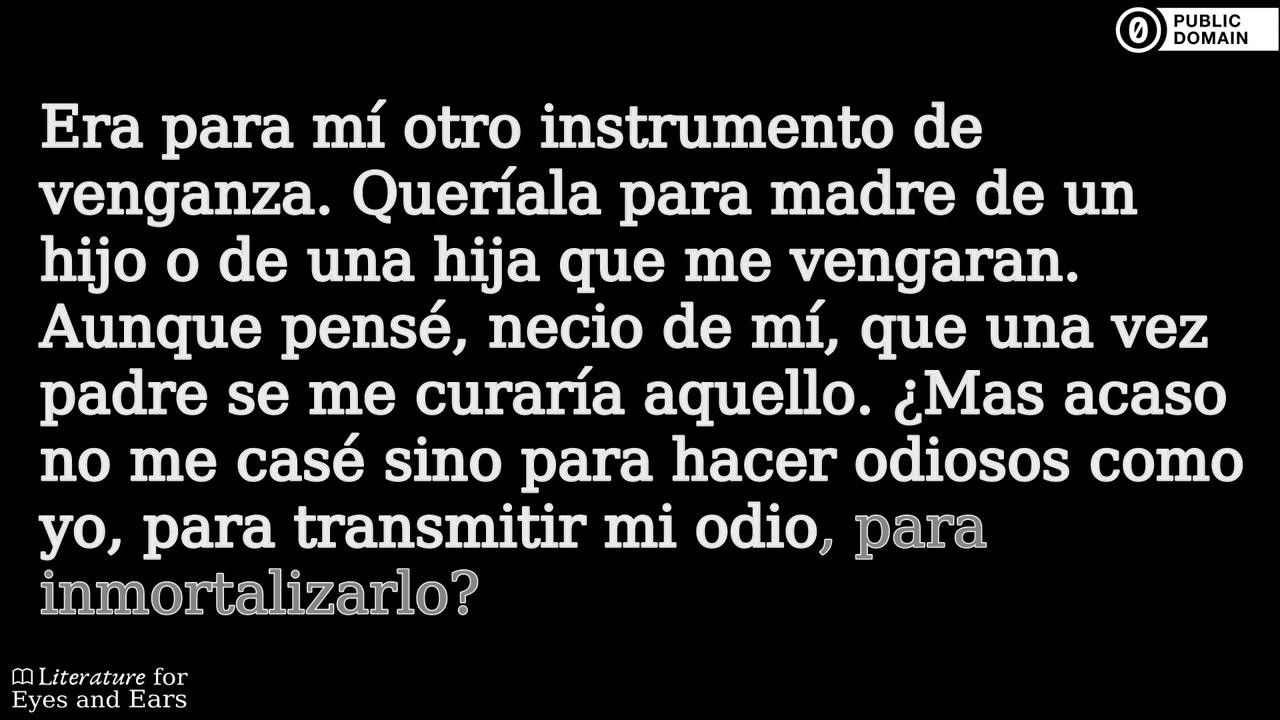 PUBLIC
DOMAIN
Era para mí otro instrumento de
venganza. Queríala para madre de un
hijo o de una hija que me vengaran.
Aunque pensé, necio de mí, que una vez
padre se me curaría aquello. ¿Mas acaso
no me casé sino para hacer odiosos como
yo, para transmitir mi odio, para
inmortalizarlo?
Literature for
Eyes and Ears